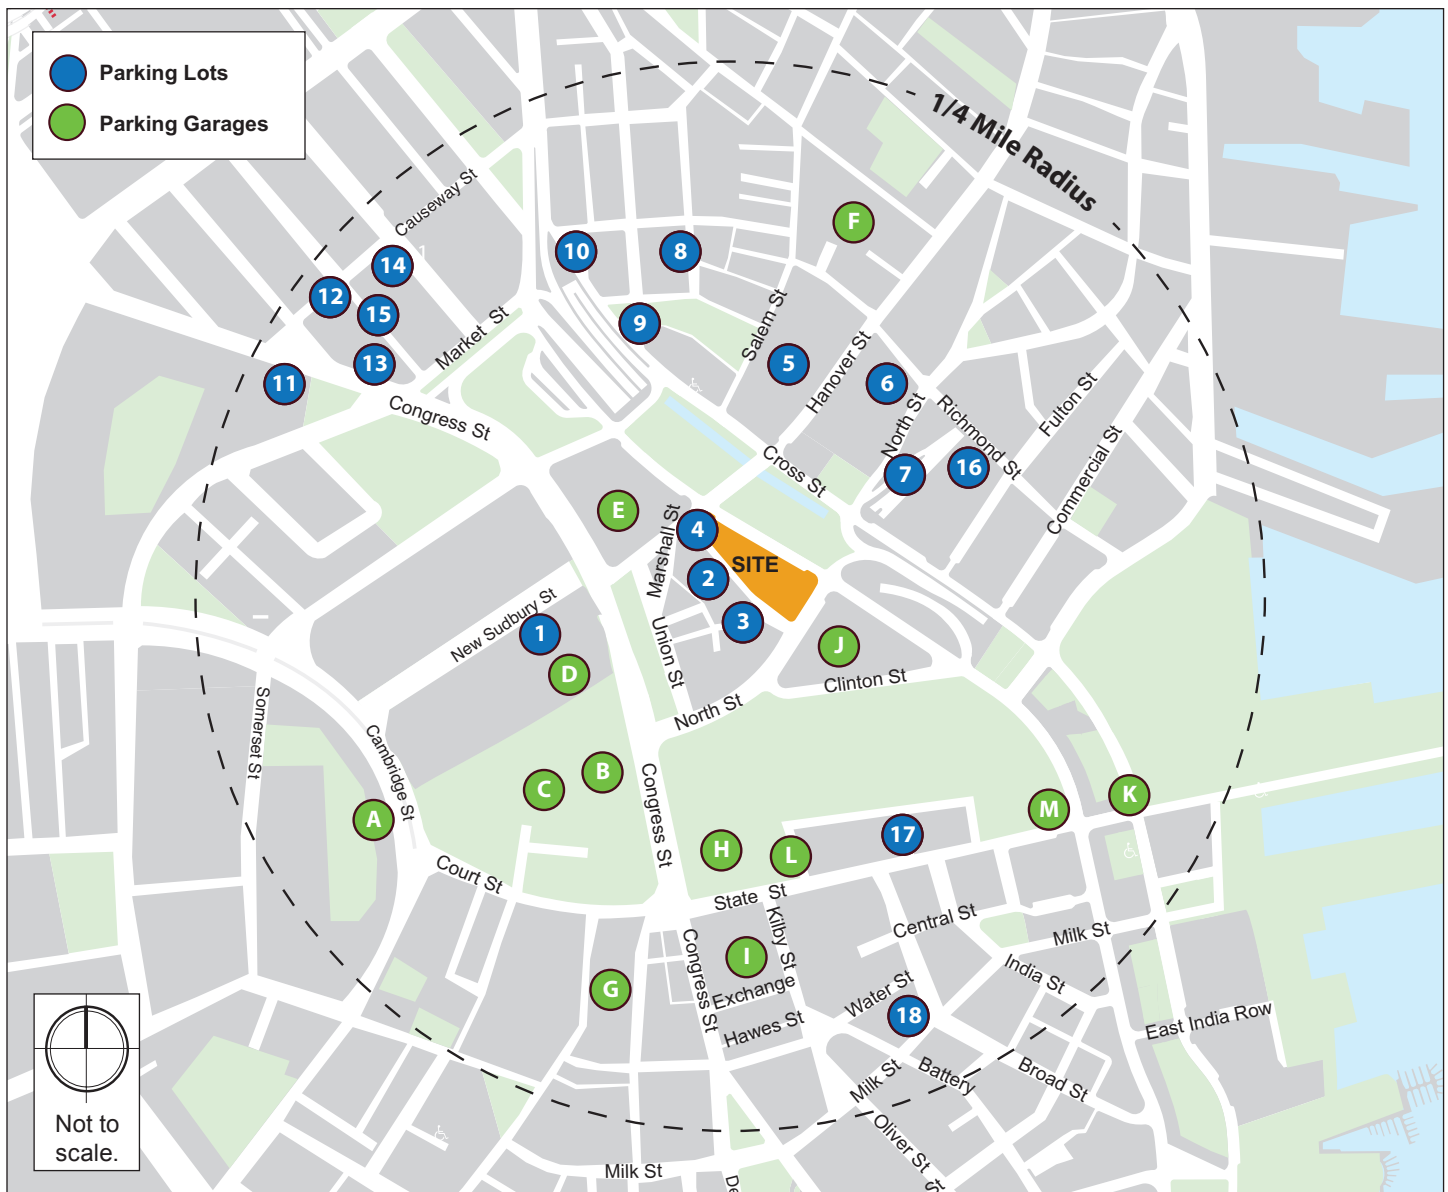 Parking Lots
Parking Garages
1/4 Mile Radius
Causeway St
F
10
8
14
12
15
9
Market St
Salem St
13
11
5
Hanover St
6
Congress St
North St
Richmond St
Fulton St
Cross St
7
16
Commercial St
E
Marshall St
4
SITE
2
New Sudbury St
1
3
Union St
J
D
Clinton St
Somerset St
North St
Cambridge St
B
C
Congress St
K
M
A
17
H
L
Court St
State St
Kilby St
Central St
Milk St
Congress St
I
India St
G
Exchange
Water St
18
Hawes St
East India Row
Milk St
Battery
Broad St
Oliver St
St
Milk St
De
Not to
scale.